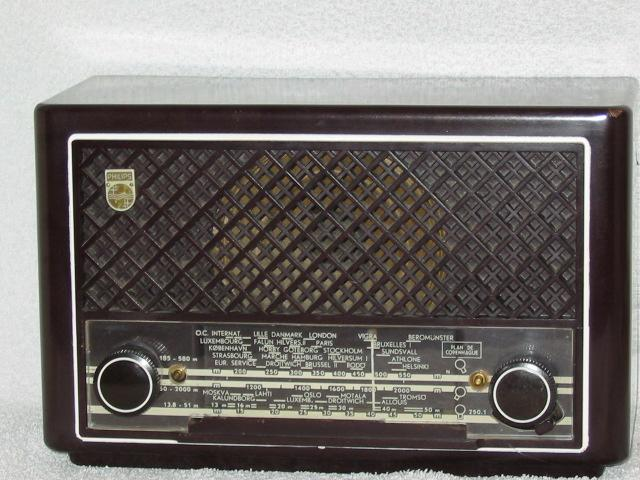 PHILIPS
O.C. INTERNAT. LILLE DANMARK LONDON VIGRA BEROMÜNSTER
LUXEMBOURG FALUN HILVERS. II PARIS BRUXELLES I PLAN DE
KØBENHAVN HÖRBY GÖTEBORG STOCKHOLM SUNDSVALL COPENHAGUE
STRASBOURG MARCHE HAMBURG HILVERSUM I ATHLONE
EUR. SERVICE DROITWICH BRUSSEL II BODO HELSINKI
185 - 580 m
m 200 250 300 350 400 450 500 550 m
50 - 2000 m 1200 1400 1600 1800 2000
MOSKVA LAHTI OSLO MOTALA TROMSO
KALUNDBORG LUXEMB. DROITWICH ALLOUIS
13.8 - 51 m 13 m 16 m 20 m 25 m 30 m 40 m 50 m 250.1